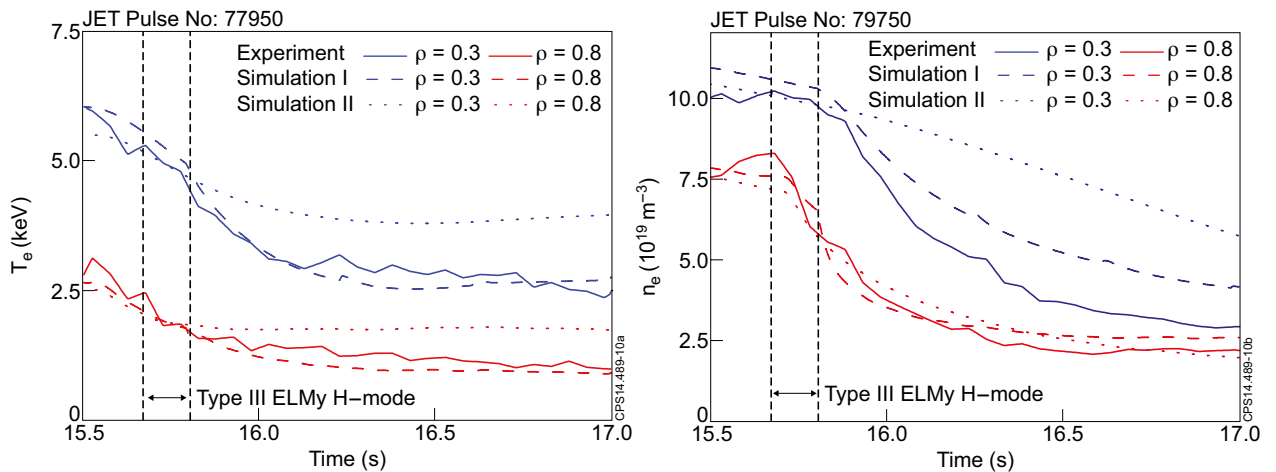 JET Pulse No: 77950
7.5
5.0
2.5
0
T_e (keV)
Experiment ρ = 0.3 ρ = 0.8
Simulation I ρ = 0.3 ρ = 0.8
Simulation II ρ = 0.3 ρ = 0.8
Type III ELMy H−mode
CPS14.489-10a
15.5 16.0 16.5 17.0
Time (s)
JET Pulse No: 79750
10.0
7.5
5.0
2.5
0
n_e (10^19 m^−3)
Experiment ρ = 0.3 ρ = 0.8
Simulation I ρ = 0.3 ρ = 0.8
Simulation II ρ = 0.3 ρ = 0.8
Type III ELMy H−mode
CPS14.489-10b
15.5 16.0 16.5 17.0
Time (s)